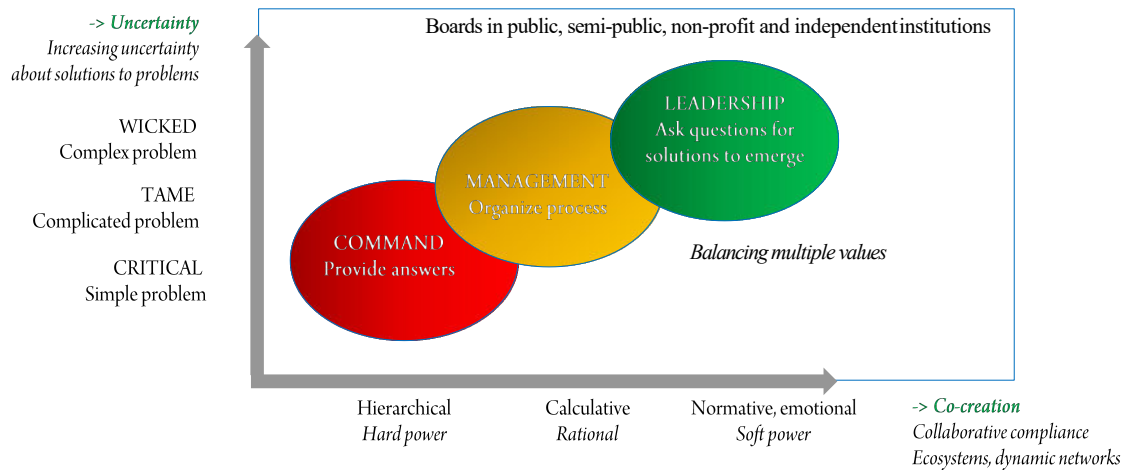 -> Uncertainty
Increasing uncertainty
about solutions to problems
Boards in public, semi-public, non-profit and independent institutions
WICKED
Complex problem
TAME
Complicated problem
CRITICAL
Simple problem
LEADERSHIP
Ask questions for
solutions to emerge
MANAGEMENT
Organize process
COMMAND
Provide answers
Balancing multiple values
Hierarchical
Hard power
Calculative
Rational
Normative, emotional
Soft power
-> Co-creation
Collaborative compliance
Ecosystems, dynamic networks